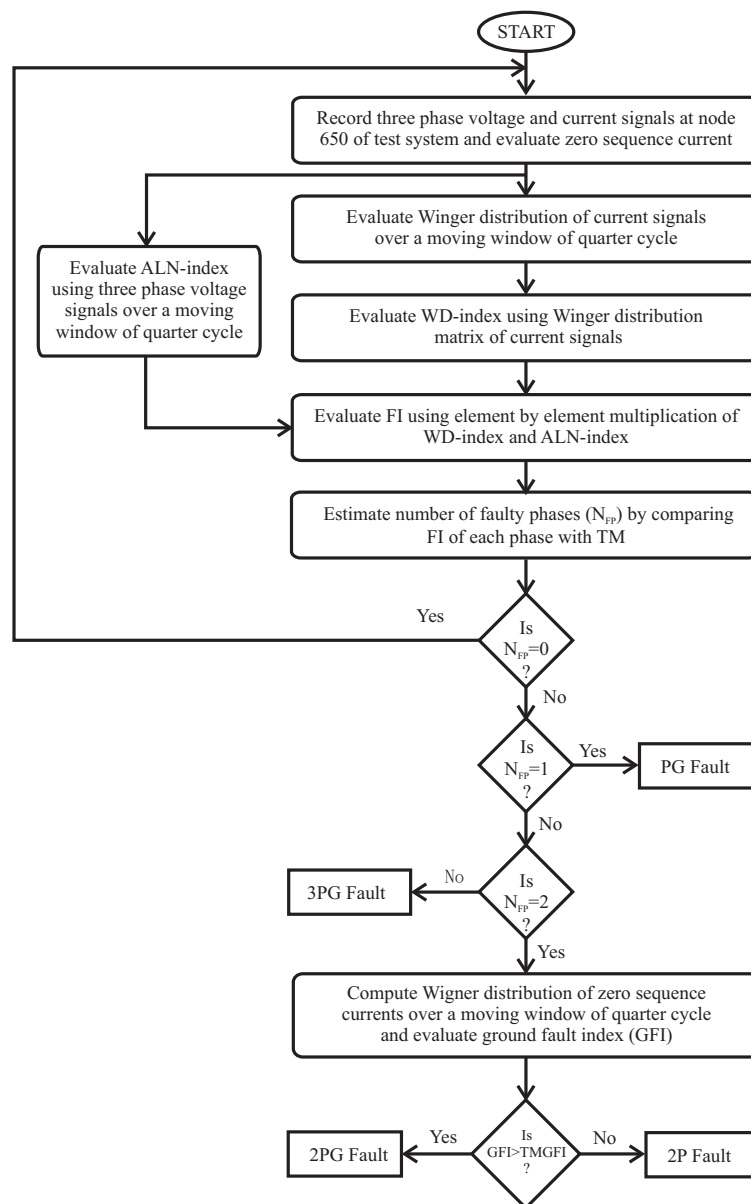 START
Record three phase voltage and current signals at node
650 of test system and evaluate zero sequence current
Evaluate Winger distribution of current signals
over a moving window of quarter cycle
Evaluate ALN-index
using three phase voltage
signals over a moving
window of quarter cycle
Evaluate WD-index using Winger distribution
matrix of current signals
Evaluate FI using element by element multiplication of
WD-index and ALN-index
Estimate number of faulty phases (N_FP) by comparing
FI of each phase with TM
Yes
Is
N_FP=0
?
No
Is
N_FP=1
?
Yes
PG Fault
No
3PG Fault
No
Is
N_FP=2
?
Yes
Compute Wigner distribution of zero sequence
currents over a moving window of quarter cycle
and evaluate ground fault index (GFI)
2PG Fault
Yes
Is
GFI>TMGFI
?
No
2P Fault